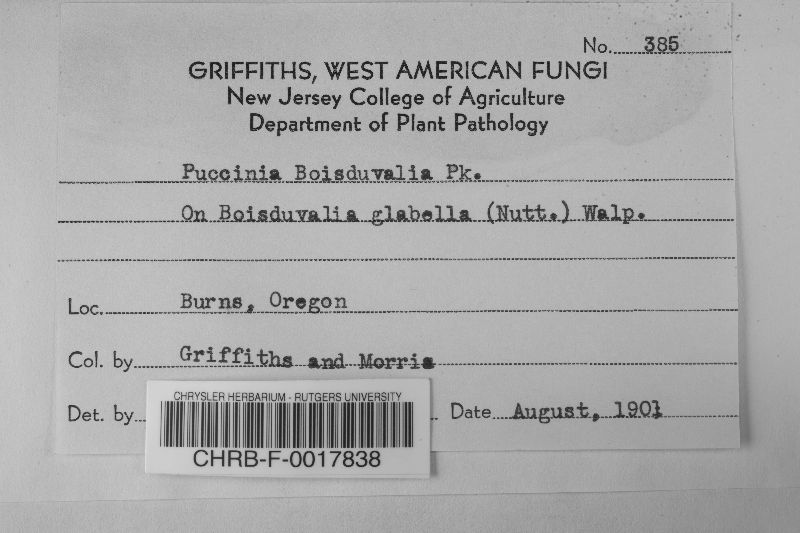 No. 385
GRIFFITHS, WEST AMERICAN FUNGI
New Jersey College of Agriculture
Department of Plant Pathology
Puccinia Boisduvalia Pk.
On Boisduvalia glabella (Nutt.) Walp.
Loc. Burns, Oregon
Col. by Griffiths and Morris
Det. by
Date August, 1901
CHRYSLER HERBARIUM - RUTGERS UNIVERSITY
CHRB-F-0017838